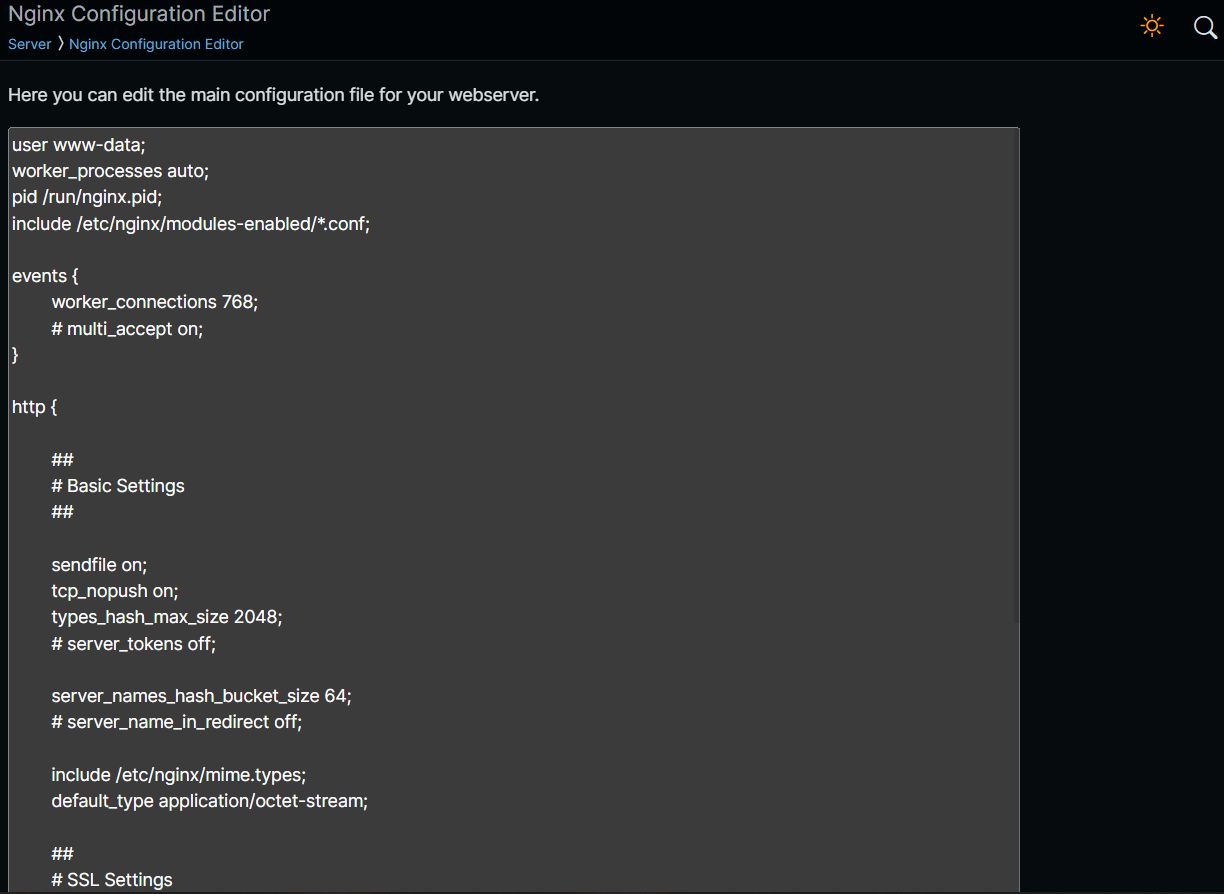 Nginx Configuration Editor
Server ❭ Nginx Configuration Editor
Here you can edit the main configuration file for your webserver.
user www-data;
worker_processes auto;
pid /run/nginx.pid;
include /etc/nginx/modules-enabled/*.conf;
events {
worker_connections 768;
# multi_accept on;
}
http {
##
# Basic Settings
##
sendfile on;
tcp_nopush on;
types_hash_max_size 2048;
# server_tokens off;
server_names_hash_bucket_size 64;
# server_name_in_redirect off;
include /etc/nginx/mime.types;
default_type application/octet-stream;
##
# SSL Settings